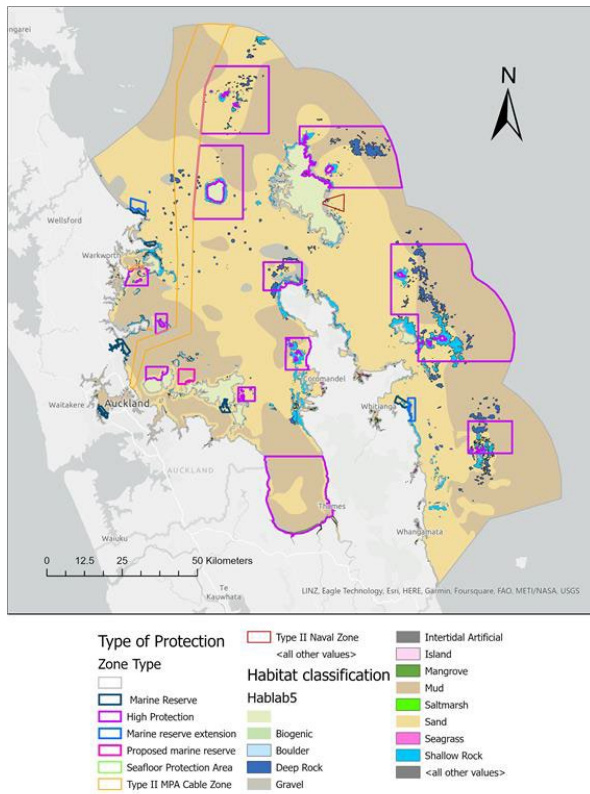 N
Wellsford
Warkworth
Coromandel
Whitianga
Waitakere
Auckland
AUCKLAND
Thames
Waiuku
Whangamata
0 12.5 25 50 Kilometers
Te
Kauwhata
LINZ, Eagle Technology, Esri, HERE, Garmin, Foursquare, FAO, METI/NASA, USGS
Type of Protection
Zone Type
Marine Reserve
High Protection
Marine reserve extension
Proposed marine reserve
Seafloor Protection Area
Type II MPA Cable Zone
Type II Naval Zone
<all other values>
Habitat classification
Hablab5
Biogenic
Boulder
Deep Rock
Gravel
Intertidal Artificial
Island
Mangrove
Mud
Saltmarsh
Sand
Seagrass
Shallow Rock
<all other values>